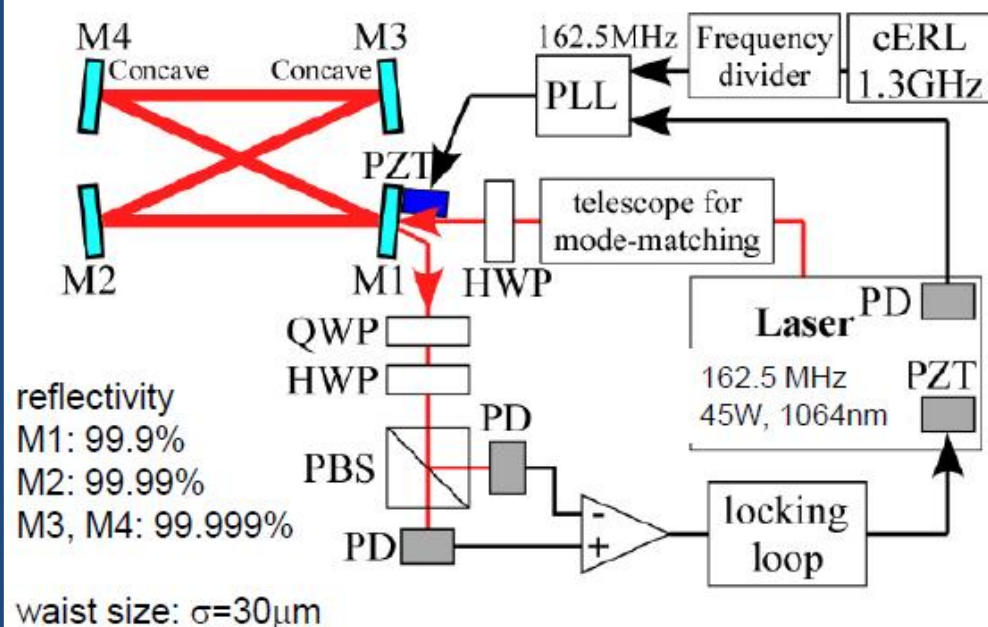 M4
Concave
M3
Concave
162.5MHz
Frequency
divider
cERL
1.3GHz
PLL
PZT
M2
M1
HWP
telescope for
mode-matching
Laser
PD
162.5 MHz
45W, 1064nm
PZT
QWP
HWP
PBS
PD
PD
-
+
locking
loop
reflectivity
M1: 99.9%
M2: 99.99%
M3, M4: 99.999%
waist size: σ=30μm